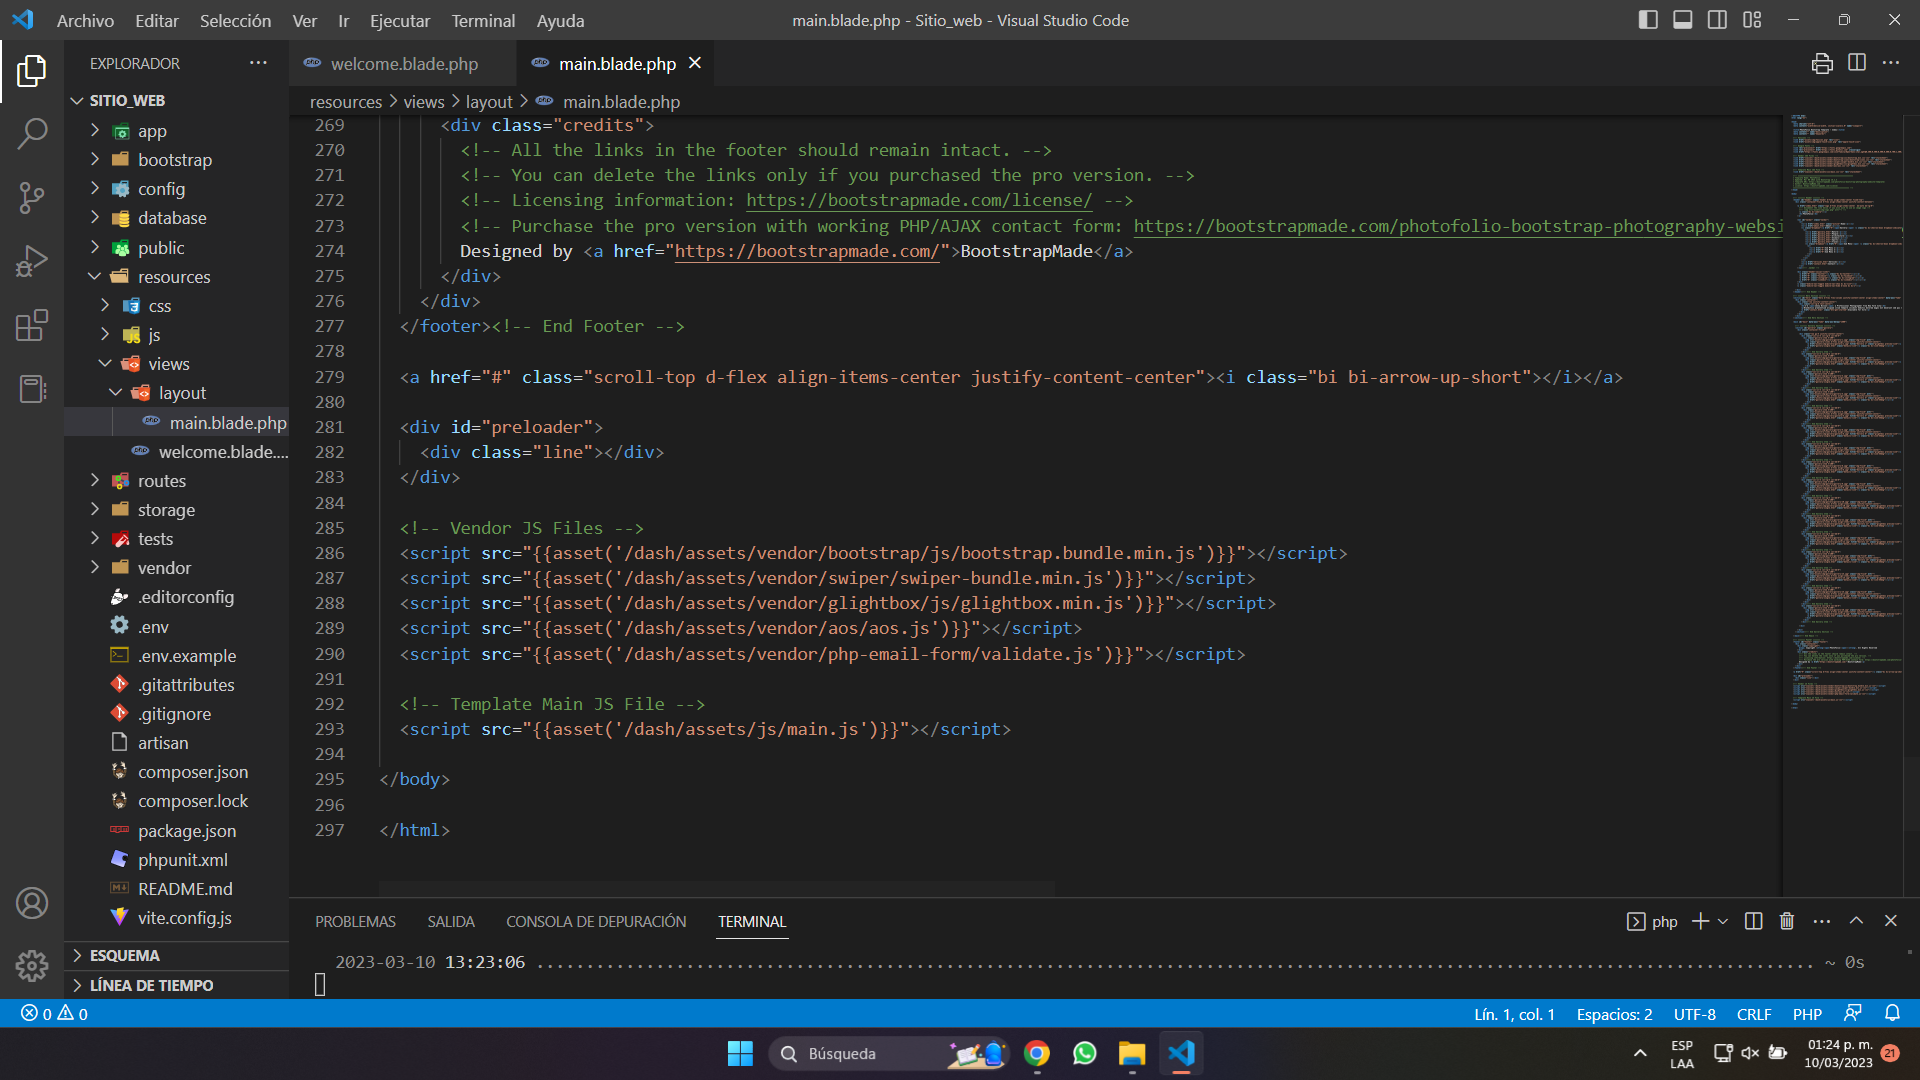 Archivo Editar Selección Ver Ir Ejecutar Terminal Ayuda
main.blade.php - Sitio_web - Visual Studio Code
EXPLORADOR
SITIO_WEB
app
bootstrap
config
database
public
resources
css
js
views
layout
main.blade.php
welcome.blade....
routes
storage
tests
vendor
.editorconfig
.env
.env.example
.gitattributes
.gitignore
artisan
composer.json
composer.lock
package.json
phpunit.xml
README.md
vite.config.js
ESQUEMA
LÍNEA DE TIEMPO
welcome.blade.php
main.blade.php
resources > views > layout > main.blade.php
269 <div class="credits">
270 <!-- All the links in the footer should remain intact. -->
271 <!-- You can delete the links only if you purchased the pro version. -->
272 <!-- Licensing information: https://bootstrapmade.com/license/ -->
273 <!-- Purchase the pro version with working PHP/AJAX contact form: https://bootstrapmade.com/photofolio-bootstrap-photography-websi
274 Designed by <a href="https://bootstrapmade.com/">BootstrapMade</a>
275 </div>
276 </div>
277 </footer><!-- End Footer -->
278
279 <a href="#" class="scroll-top d-flex align-items-center justify-content-center"><i class="bi bi-arrow-up-short"></i></a>
280
281 <div id="preloader">
282 <div class="line"></div>
283 </div>
284
285 <!-- Vendor JS Files -->
286 <script src="{{asset('/dash/assets/vendor/bootstrap/js/bootstrap.bundle.min.js')}}"></script>
287 <script src="{{asset('/dash/assets/vendor/swiper/swiper-bundle.min.js')}}"></script>
288 <script src="{{asset('/dash/assets/vendor/glightbox/js/glightbox.min.js')}}"></script>
289 <script src="{{asset('/dash/assets/vendor/aos/aos.js')}}"></script>
290 <script src="{{asset('/dash/assets/vendor/php-email-form/validate.js')}}"></script>
291
292 <!-- Template Main JS File -->
293 <script src="{{asset('/dash/assets/js/main.js')}}"></script>
294
295 </body>
296
297 </html>
PROBLEMAS SALIDA CONSOLA DE DEPURACIÓN TERMINAL
php
2023-03-10 13:23:06 ............................................................................................................................. ~ 0s
0 0
Lín. 1, col. 1 Espacios: 2 UTF-8 CRLF PHP
Búsqueda
ESP
LAA
01:24 p. m.
10/03/2023
21